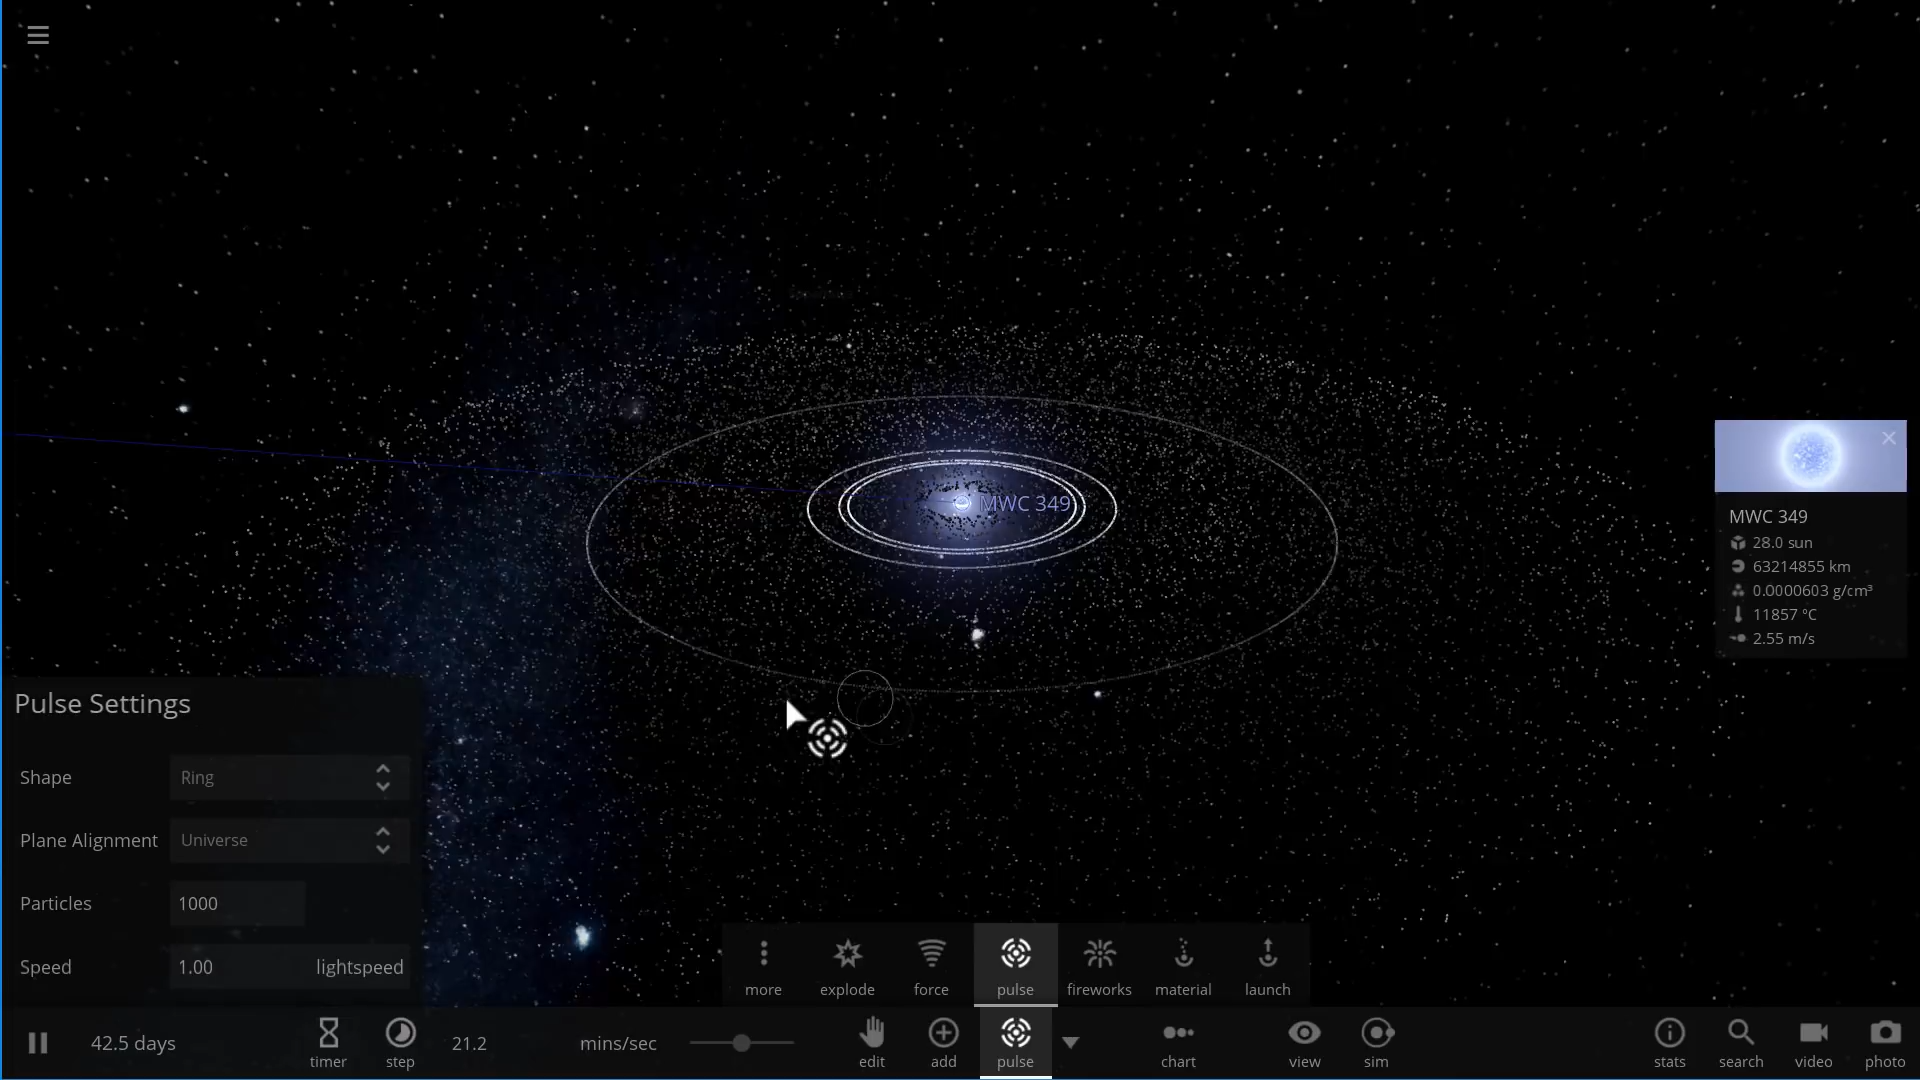 MWC 349
MWC 349
28.0 sun
63214855 km
0.0000603 g/cm³
11857 °C
2.55 m/s
Pulse Settings
Shape Ring
Plane Alignment Universe
Particles 1000
Speed 1.00 lightspeed
more explode force pulse fireworks material launch
42.5 days timer step 21.2 mins/sec edit add pulse chart view sim stats search video photo